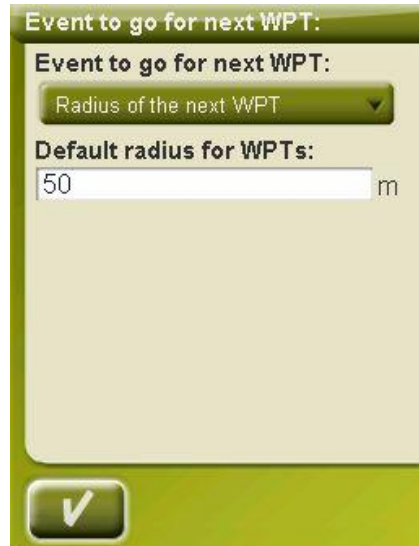 Event to go for next WPT:
Event to go for next WPT:
Radius of the next WPT
Default radius for WPTs:
50 m